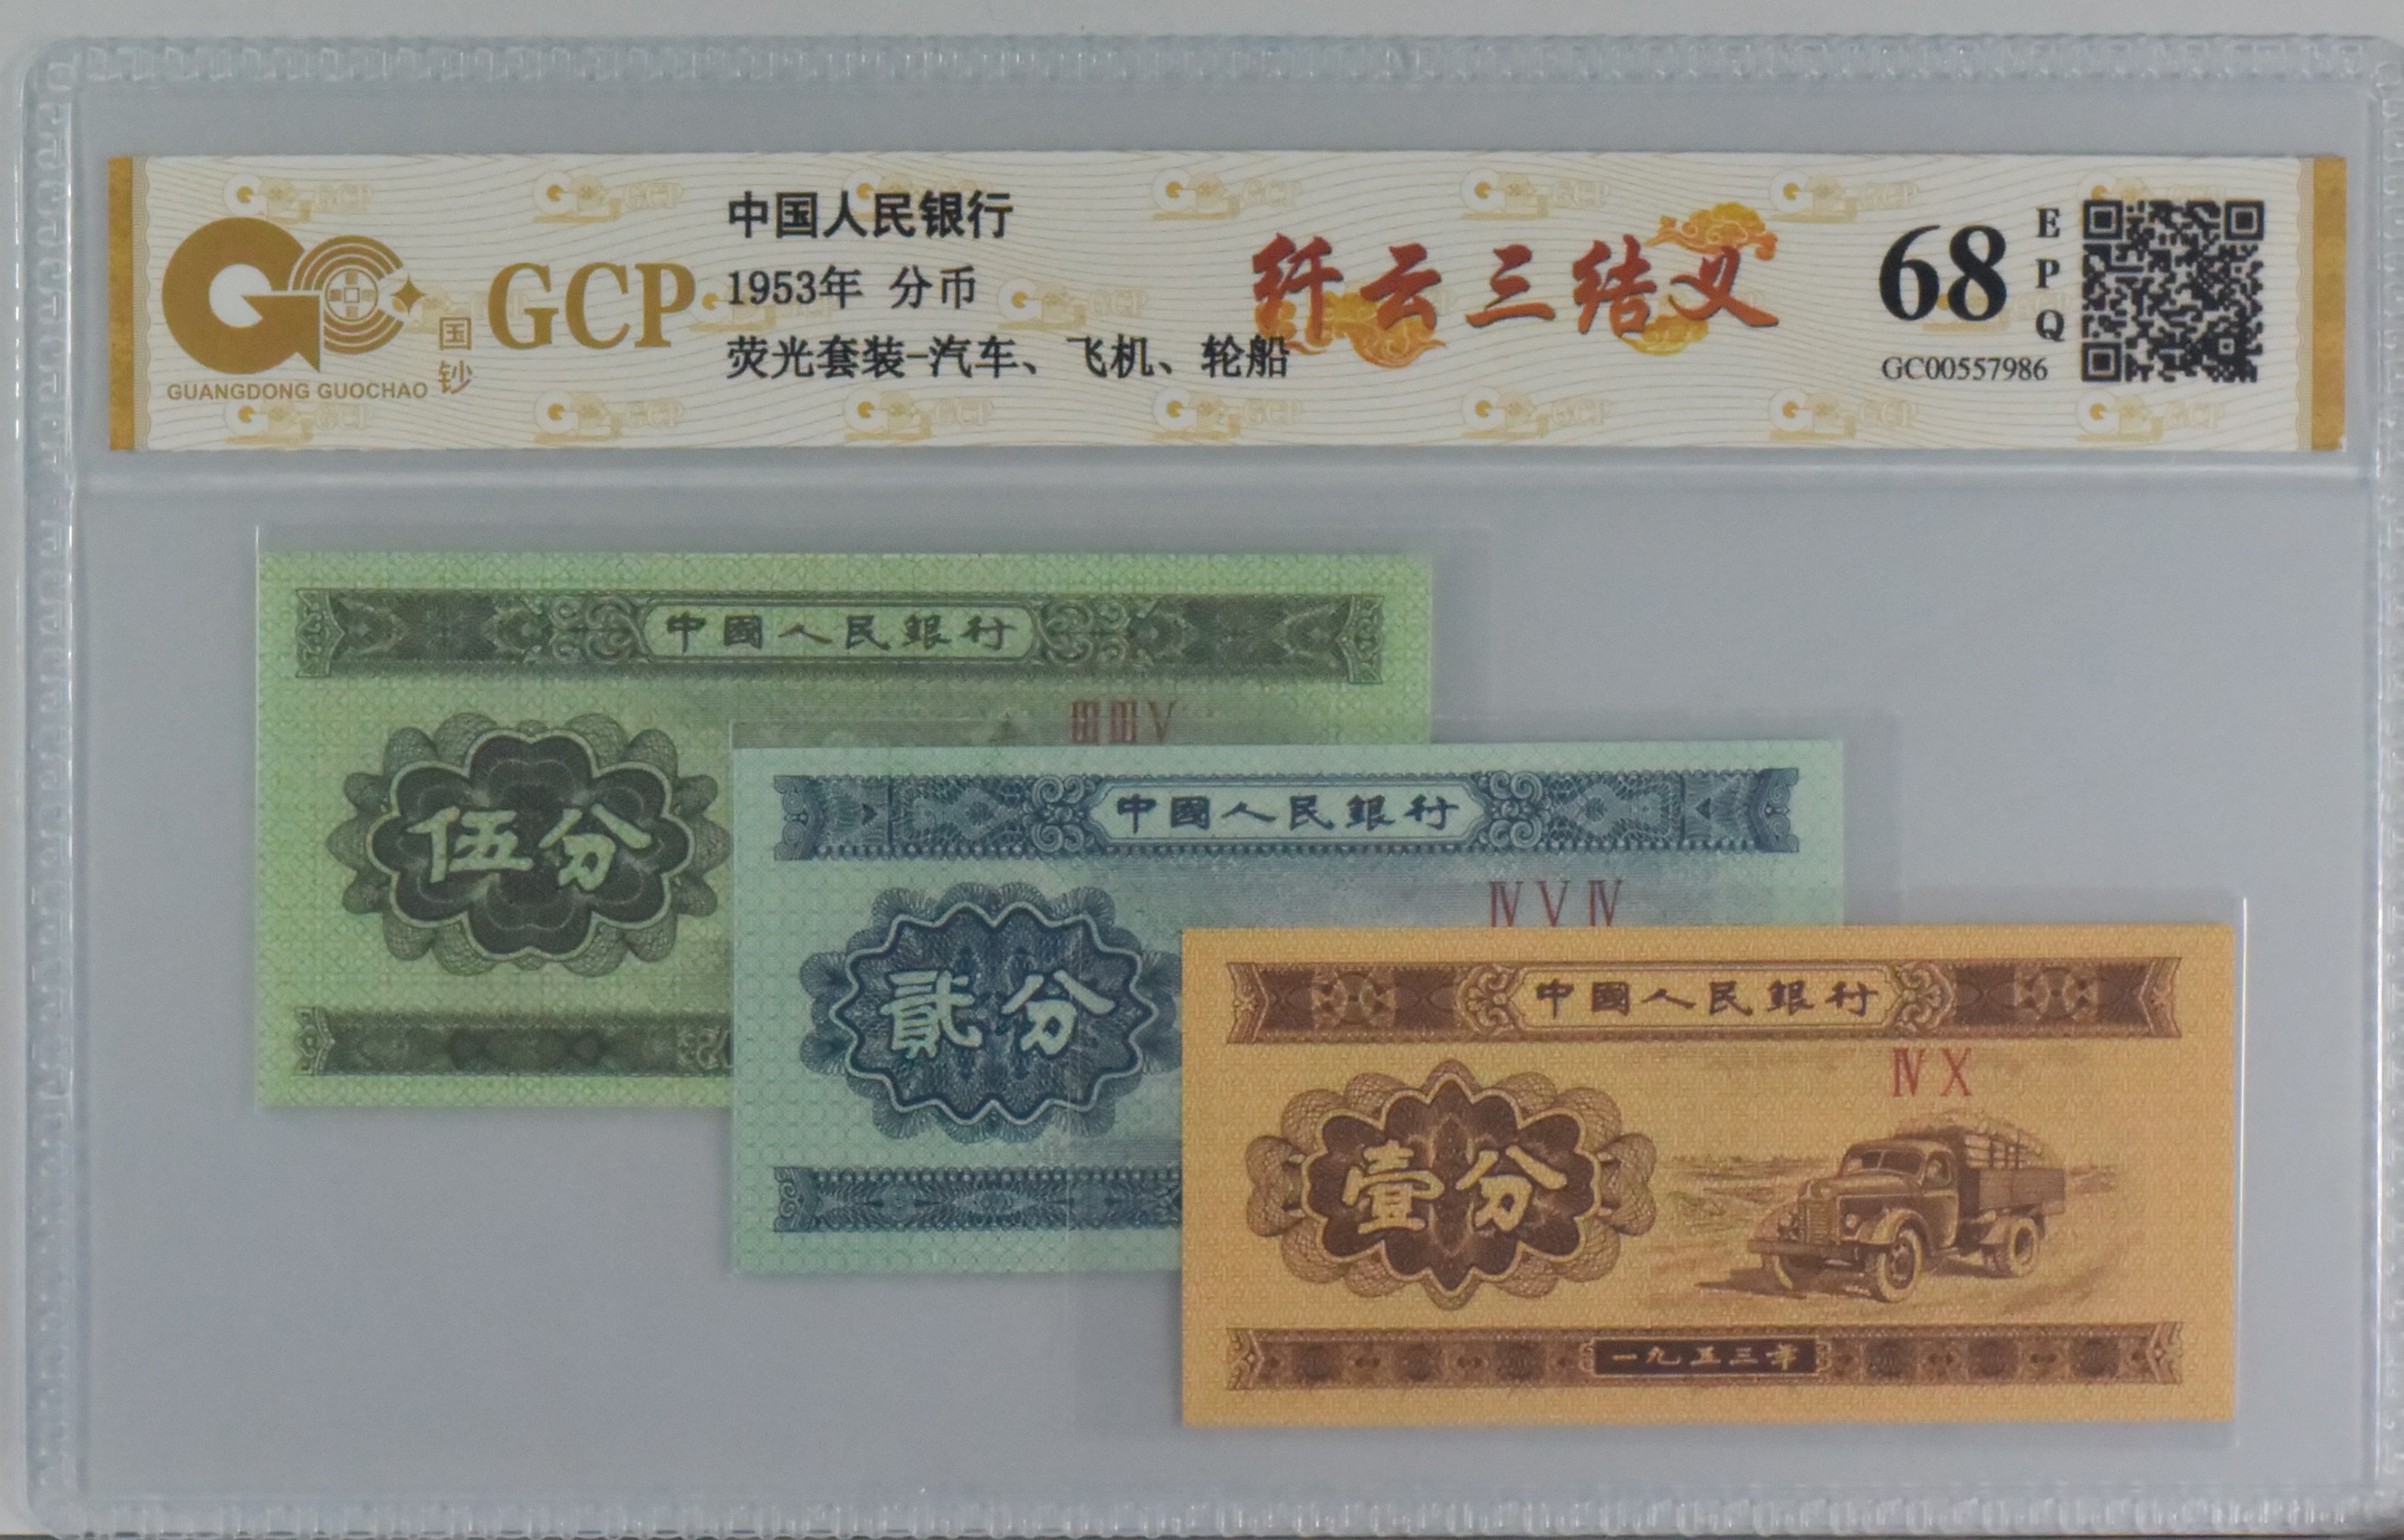 中国人民银行
1953年 分币
荧光套装-汽车、飞机、轮船
GCP
国钞
GUANGDONG GUOCHAO
纤云三结义
68
EPQ
GC00557986
中國人民銀行
ⅢⅢⅤ
伍分
中國人民銀行
ⅣⅤⅣ
貳分
中國人民銀行
ⅣⅩ
壹分
一九五三年